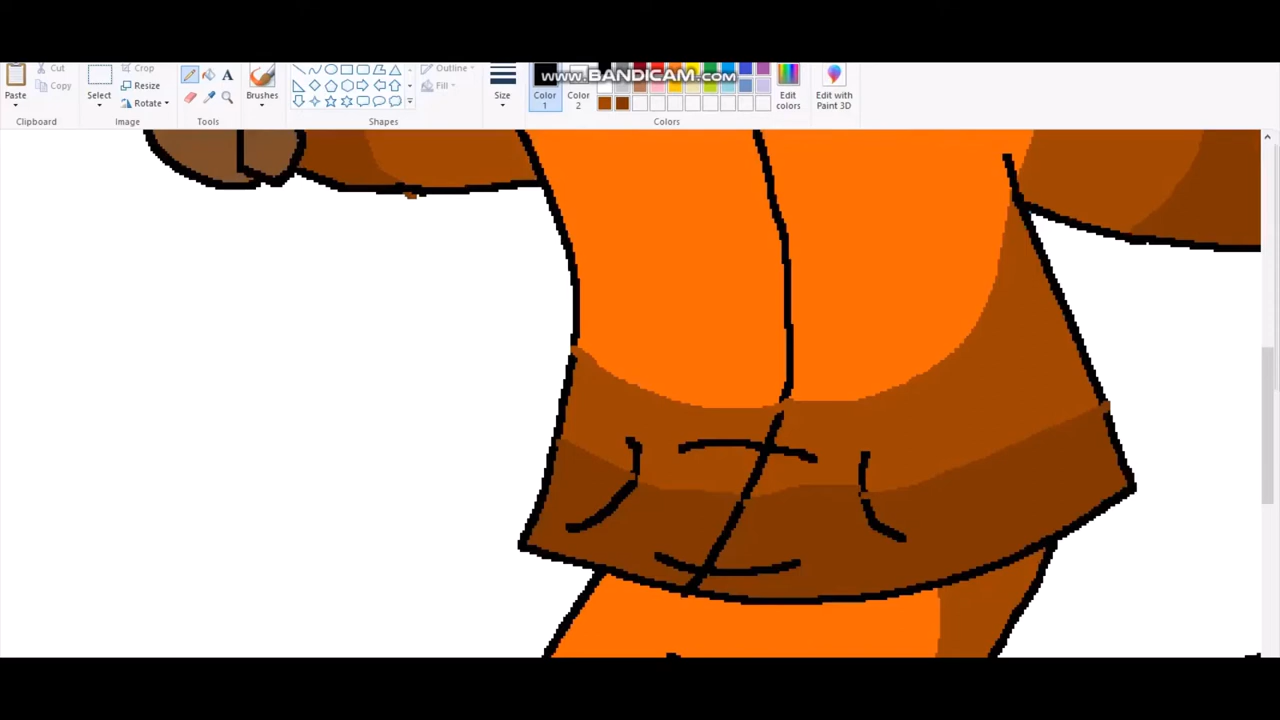 Cut
Crop
Outline
www.BANDICAM.com
Copy
Resize
Fill
Paste
Select
Rotate
Brushes
Size
Color 1
Color 2
Edit colors
Edit with Paint 3D
A
Clipboard
Image
Tools
Shapes
Colors